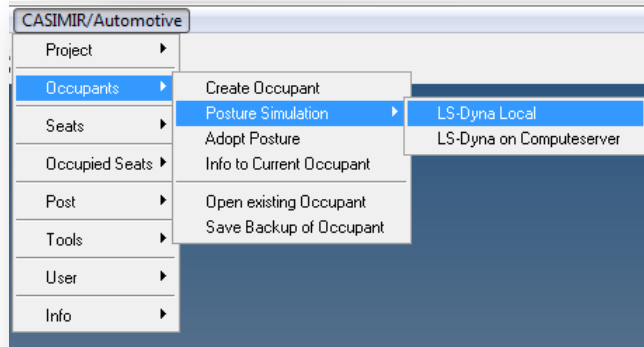 CASIMIR/Automotive
Project
Occupants
Seats
Occupied Seats
Post
Tools
User
Info
Create Occupant
Posture Simulation
Adopt Posture
Info to Current Occupant
Open existing Occupant
Save Backup of Occupant
LS-Dyna Local
LS-Dyna on Computeserver